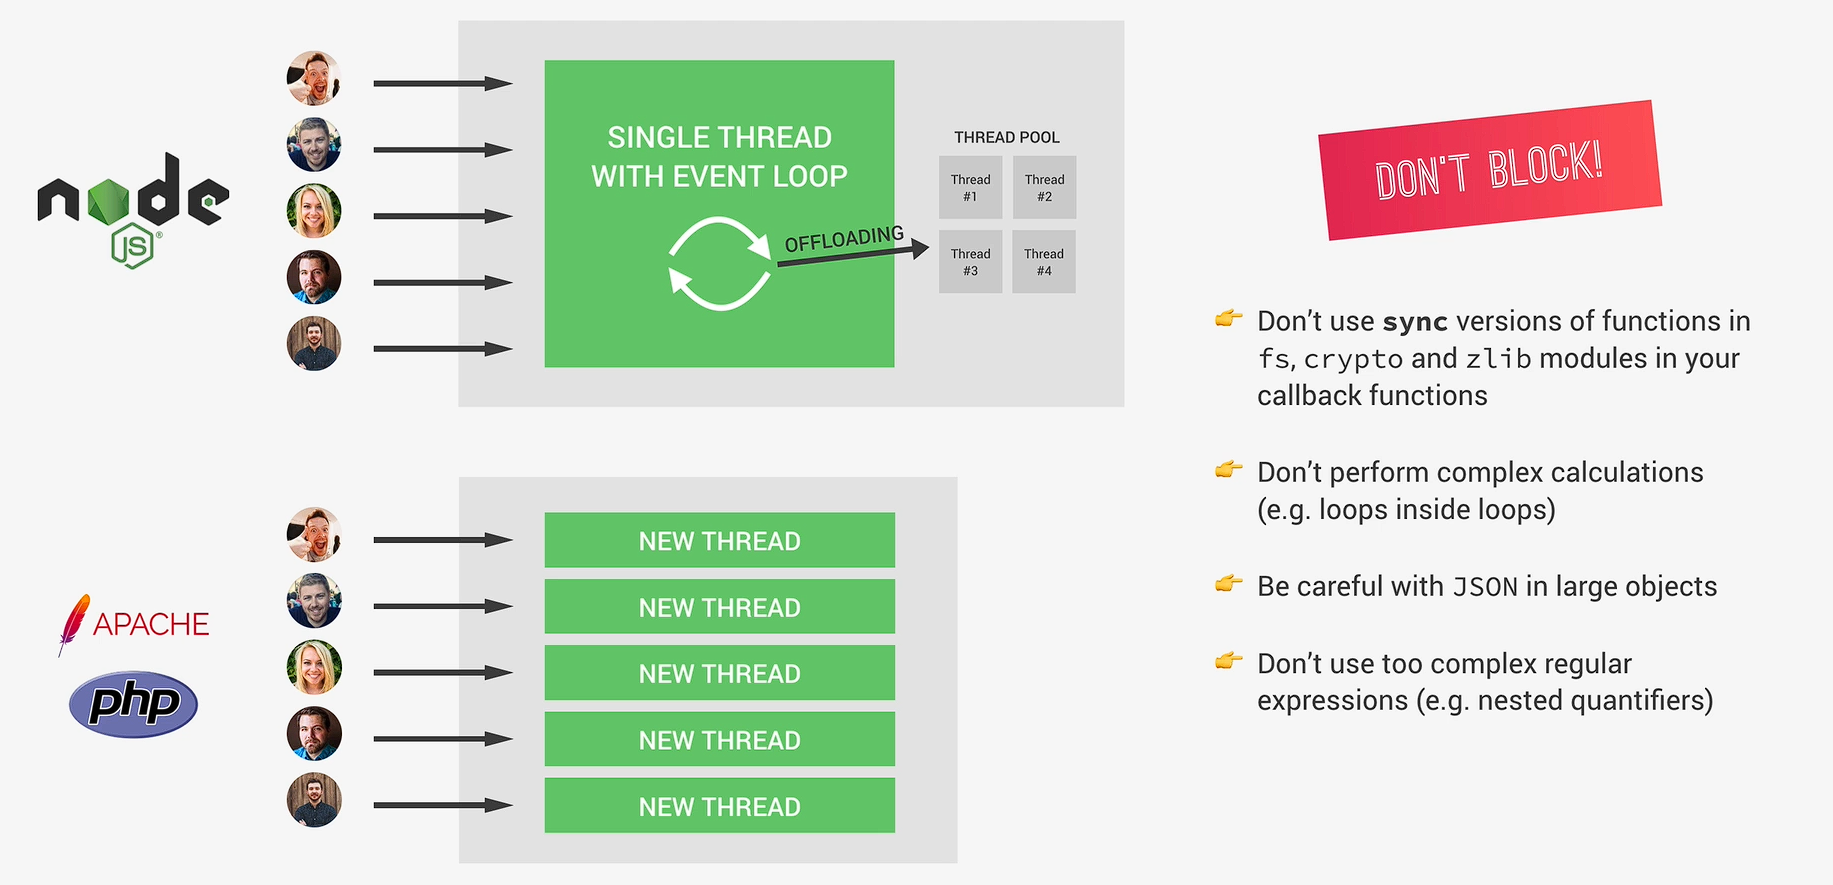 node
JS®
SINGLE THREAD
WITH EVENT LOOP
OFFLOADING
THREAD POOL
Thread
#1
Thread
#2
Thread
#3
Thread
#4
APACHE
php
NEW THREAD
NEW THREAD
NEW THREAD
NEW THREAD
NEW THREAD
DON'T BLOCK!
👉 Don’t use sync versions of functions in
fs, crypto and zlib modules in your
callback functions
👉 Don’t perform complex calculations
(e.g. loops inside loops)
👉 Be careful with JSON in large objects
👉 Don’t use too complex regular
expressions (e.g. nested quantifiers)